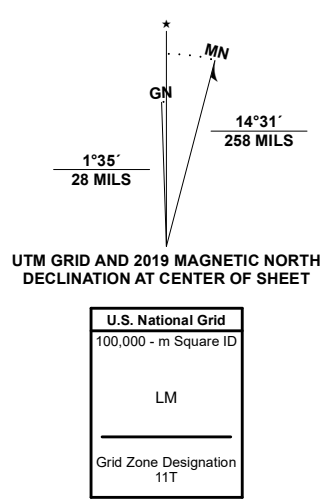 ★
MN
GN
14°31´
258 MILS
1°35´
28 MILS
UTM GRID AND 2019 MAGNETIC NORTH
DECLINATION AT CENTER OF SHEET
U.S. National Grid
100,000 - m Square ID
LM
Grid Zone Designation
11T